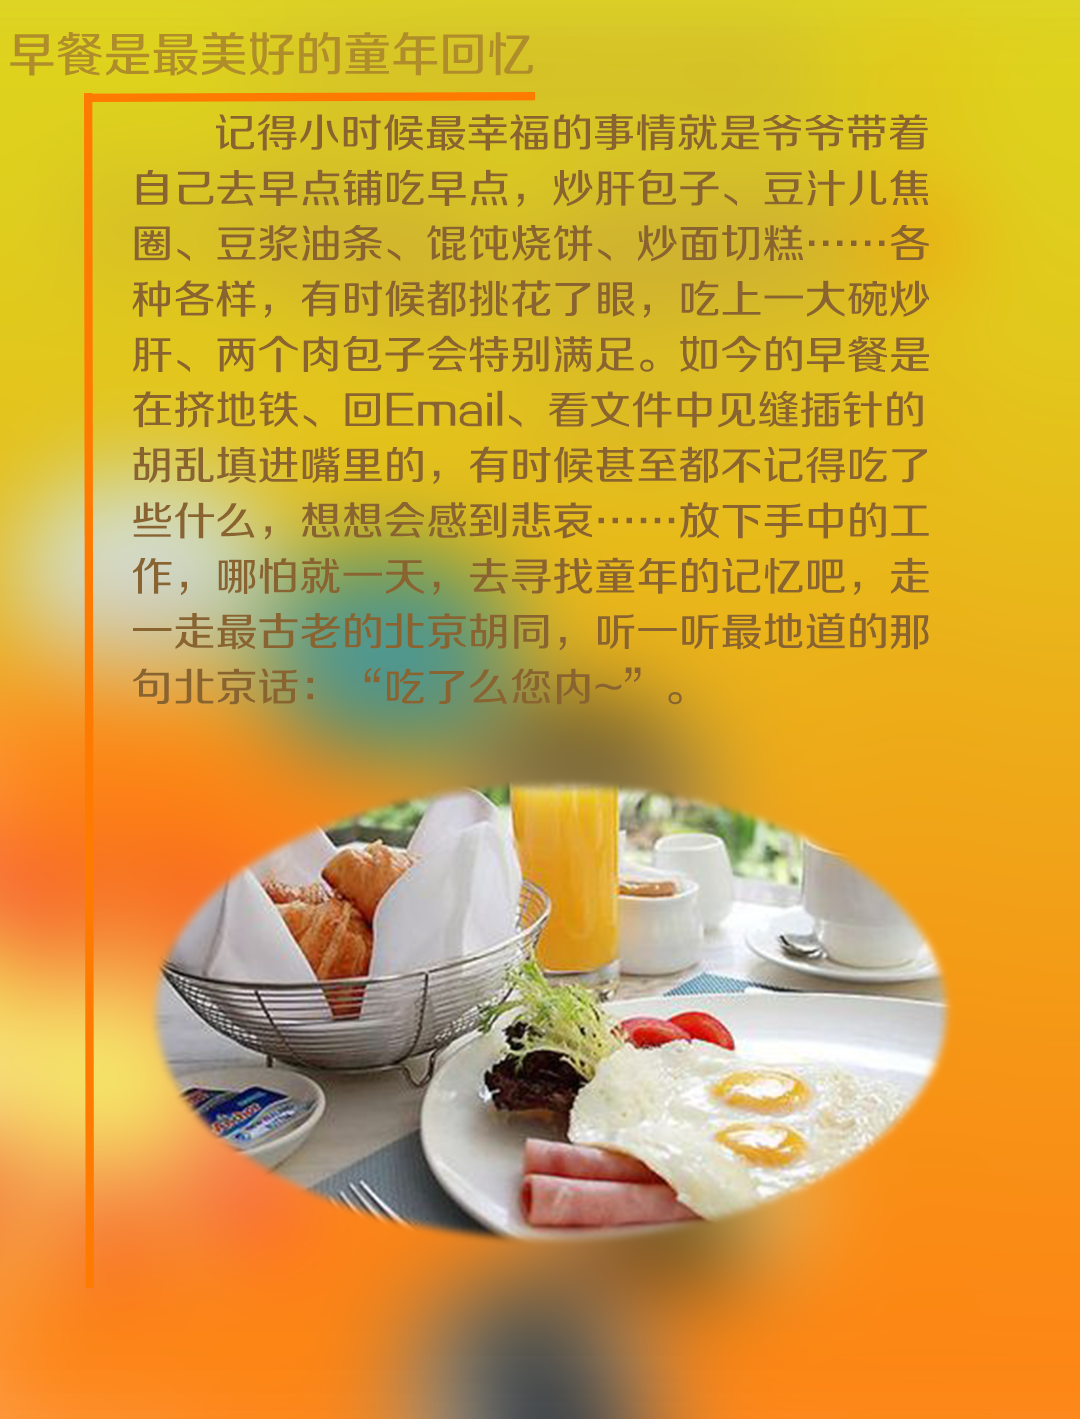 早餐是最美好的童年回忆
记得小时候最幸福的事情就是爷爷带着
自己去早点铺吃早点，炒肝包子、豆汁儿焦
圈、豆浆油条、馄饨烧饼、炒面切糕……各
种各样，有时候都挑花了眼，吃上一大碗炒
肝、两个肉包子会特别满足。如今的早餐是
在挤地铁、回Email、看文件中见缝插针的
胡乱填进嘴里的，有时候甚至都不记得吃了
些什么，想想会感到悲哀……放下手中的工
作，哪怕就一天，去寻找童年的记忆吧，走
一走最古老的北京胡同，听一听最地道的那
句北京话：“吃了么您内~”。